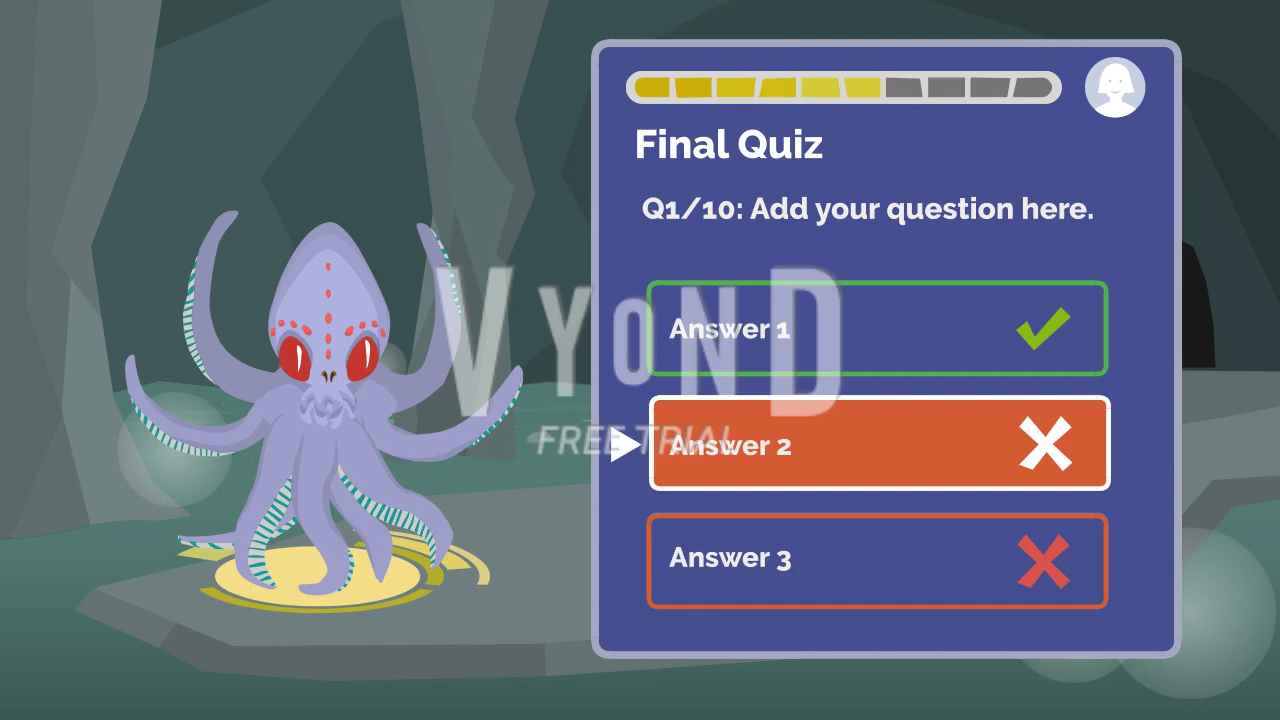 Final Quiz
Q1/10: Add your question here.
Answer 1
VYOND
Answer 2
FREE TRIAL
Answer 3